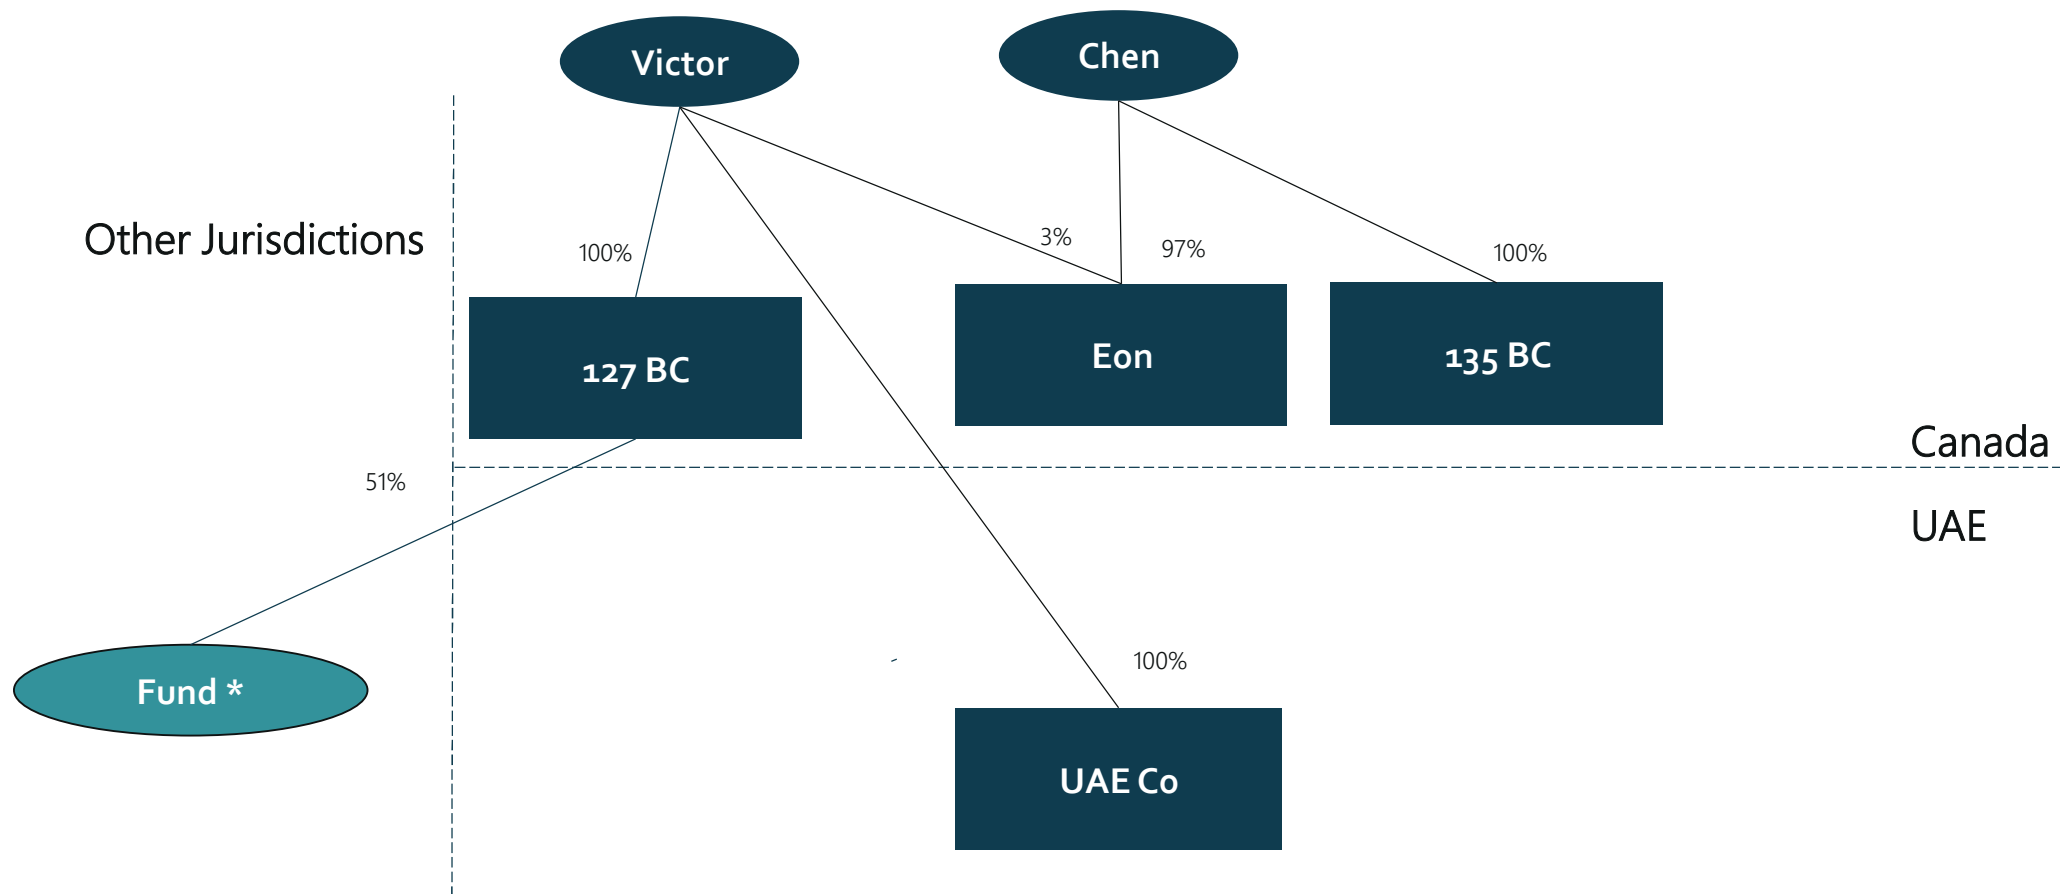 Victor
Chen
Other Jurisdictions
100%
3%
97%
100%
127 BC
Eon
135 BC
Canada
51%
UAE
100%
Fund *
UAE Co